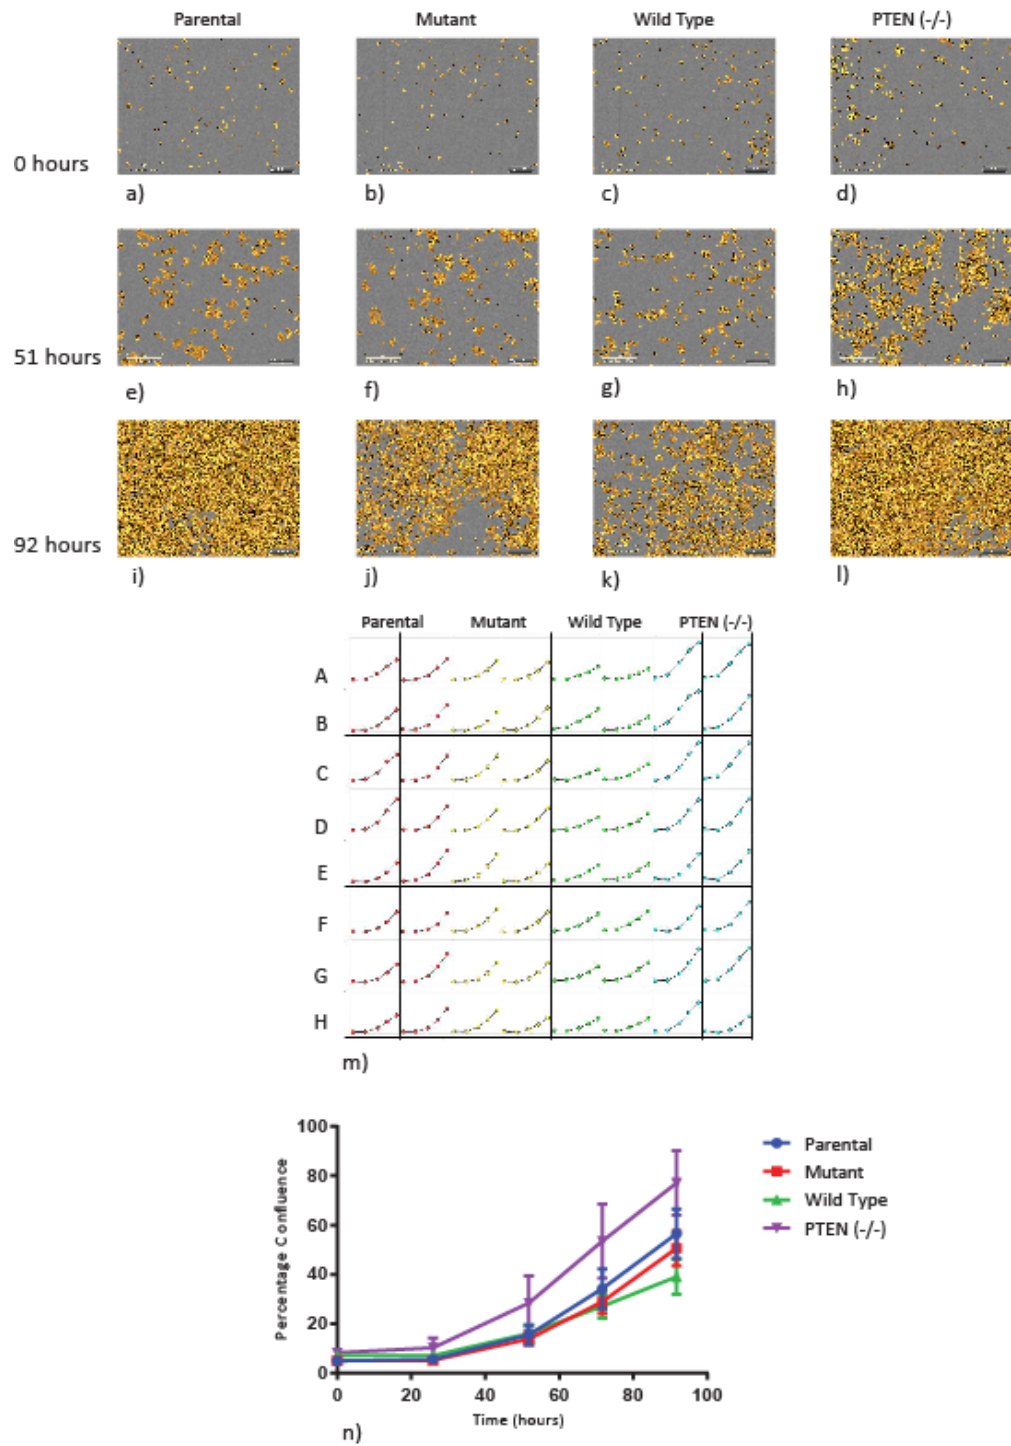 Parental Mutant Wild Type PTEN (-/-)
0 hours
a) b) c) d)
51 hours
e) f) g) h)
92 hours
i) j) k) l)
Parental Mutant Wild Type PTEN (-/-)
A
B
C
D
E
F
G
H
m)
100
80
60
40
20
0
Percentage Confluence
0 20 40 60 80 100
Time (hours)
Parental
Mutant
Wild Type
PTEN (-/-)
n)